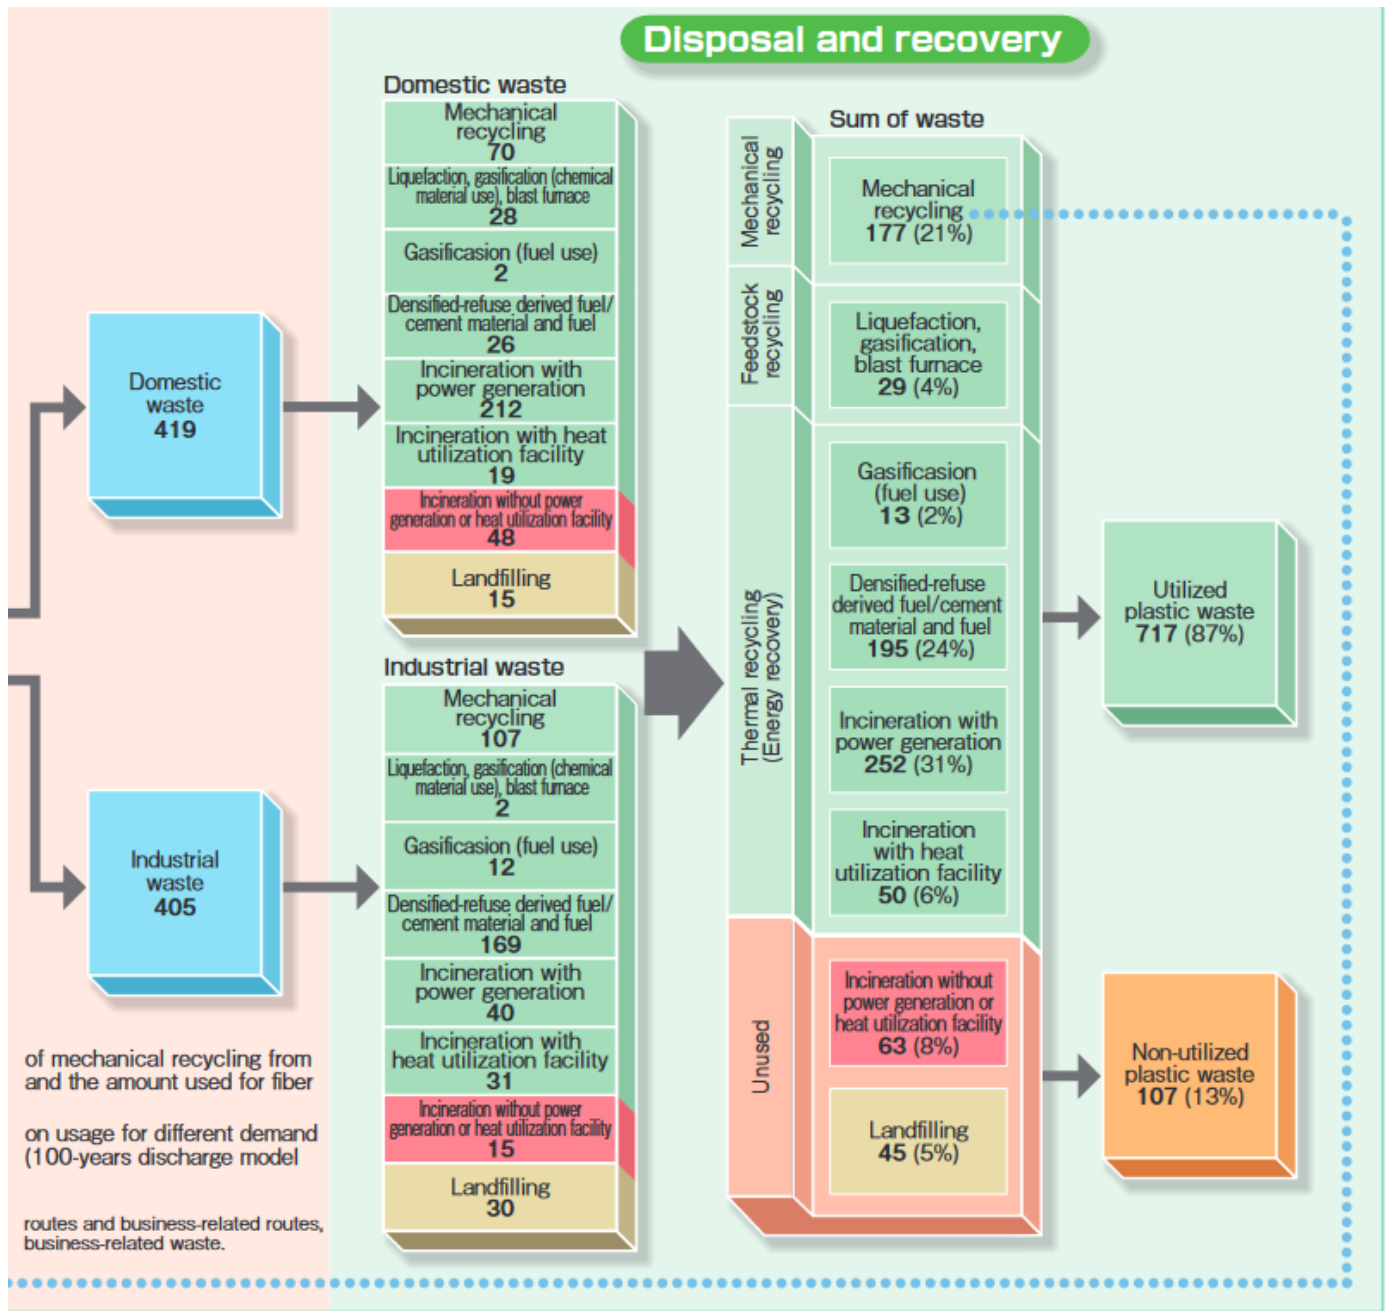 Disposal and recovery
Domestic waste
Mechanical
recycling
70
Liquefaction, gasification (chemical
material use), blast furnace
28
Gasificasion (fuel use)
2
Densified-refuse derived fuel/
cement material and fuel
26
Incineration with
power generation
212
Incineration with heat
utilization facility
19
Incineration without power
generation or heat utilization facility
48
Landfilling
15
Domestic
waste
419
Industrial waste
Mechanical
recycling
107
Liquefaction, gasification (chemical
material use), blast furnace
2
Gasificasion (fuel use)
12
Densified-refuse derived fuel/
cement material and fuel
169
Incineration with
power generation
40
Incineration with
heat utilization facility
31
Incineration without power
generation or heat utilization facility
15
Landfilling
30
Industrial
waste
405
of mechanical recycling from
and the amount used for fiber
on usage for different demand
(100-years discharge model
routes and business-related routes,
business-related waste.
Sum of waste
Mechanical
recycling
Mechanical
recycling
177 (21%)
Feedstock
recycling
Liquefaction,
gasification,
blast furnace
29 (4%)
Thermal recycling
(Energy recovery)
Gasificasion
(fuel use)
13 (2%)
Densified-refuse
derived fuel/cement
material and fuel
195 (24%)
Incineration with
power generation
252 (31%)
Incineration
with heat
utilization facility
50 (6%)
Unused
Incineration without
power generation or
heat utilization facility
63 (8%)
Landfilling
45 (5%)
Utilized
plastic waste
717 (87%)
Non-utilized
plastic waste
107 (13%)